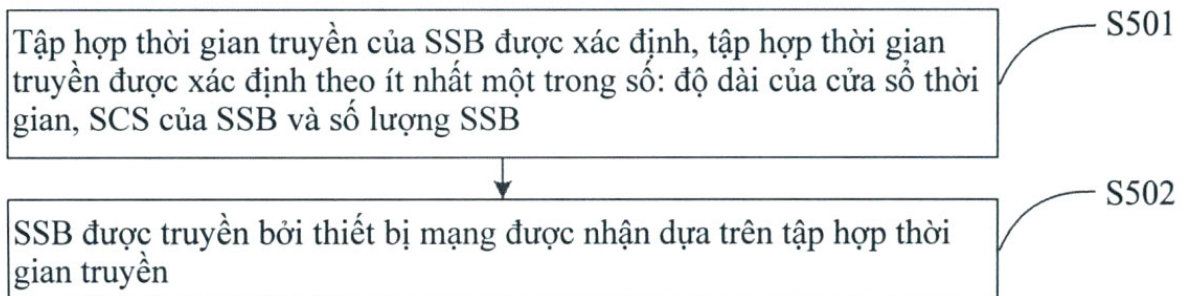 Tập hợp thời gian truyền của SSB được xác định, tập hợp thời gian
truyền được xác định theo ít nhất một trong số: độ dài của cửa sổ thời
gian, SCS của SSB và số lượng SSB
S501
SSB được truyền bởi thiết bị mạng được nhận dựa trên tập hợp thời
gian truyền
S502